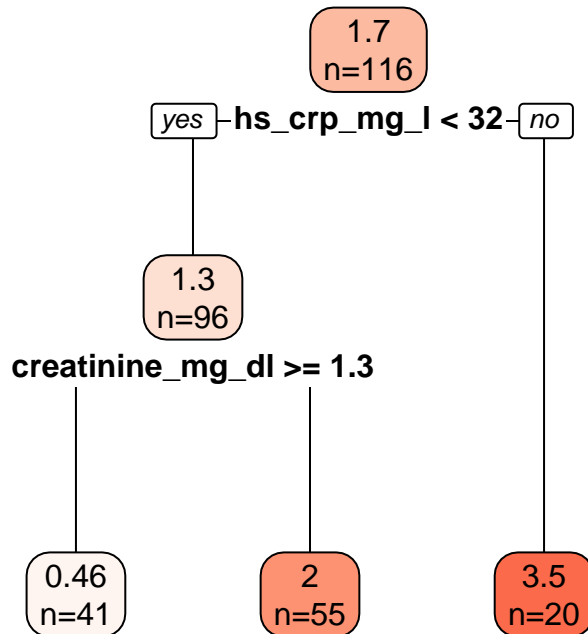 1.7
n=116
yes hs_crp_mg_l < 32 no
1.3
n=96
creatinine_mg_dl >= 1.3
0.46
n=41
2
n=55
3.5
n=20